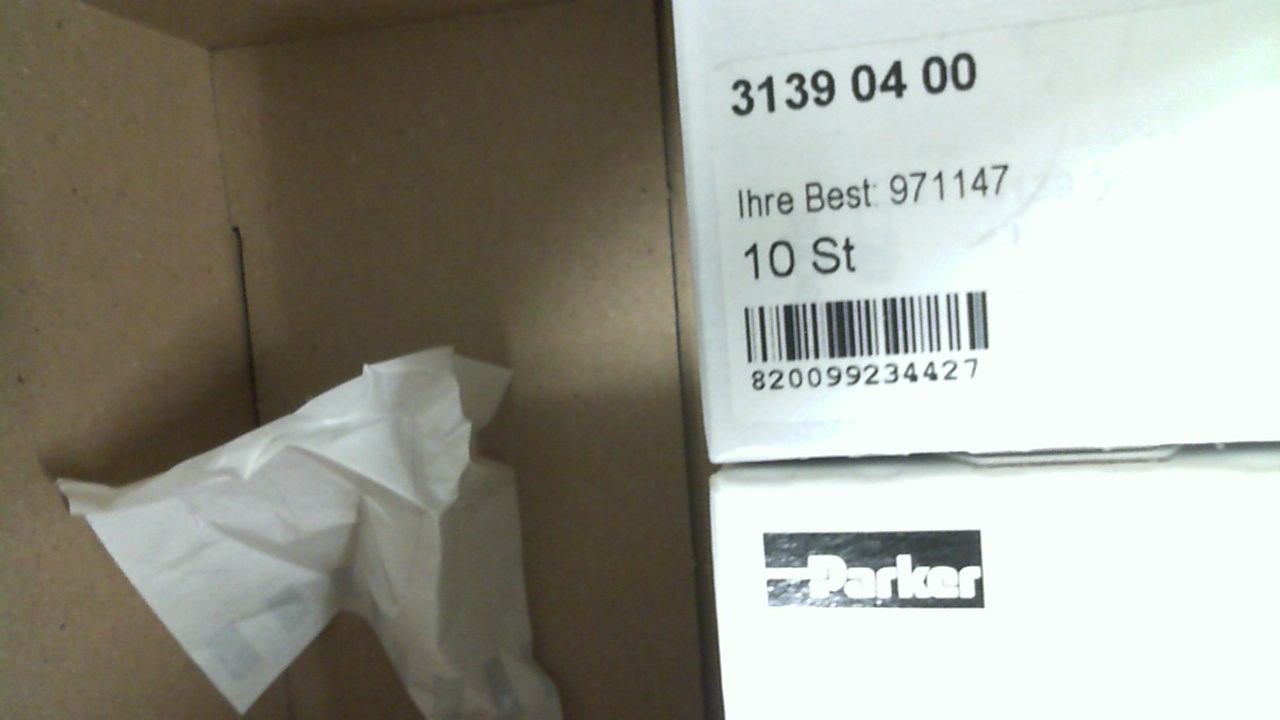 3139 04 00
Ihre Best: 971147
10 St
820099234427
Parker